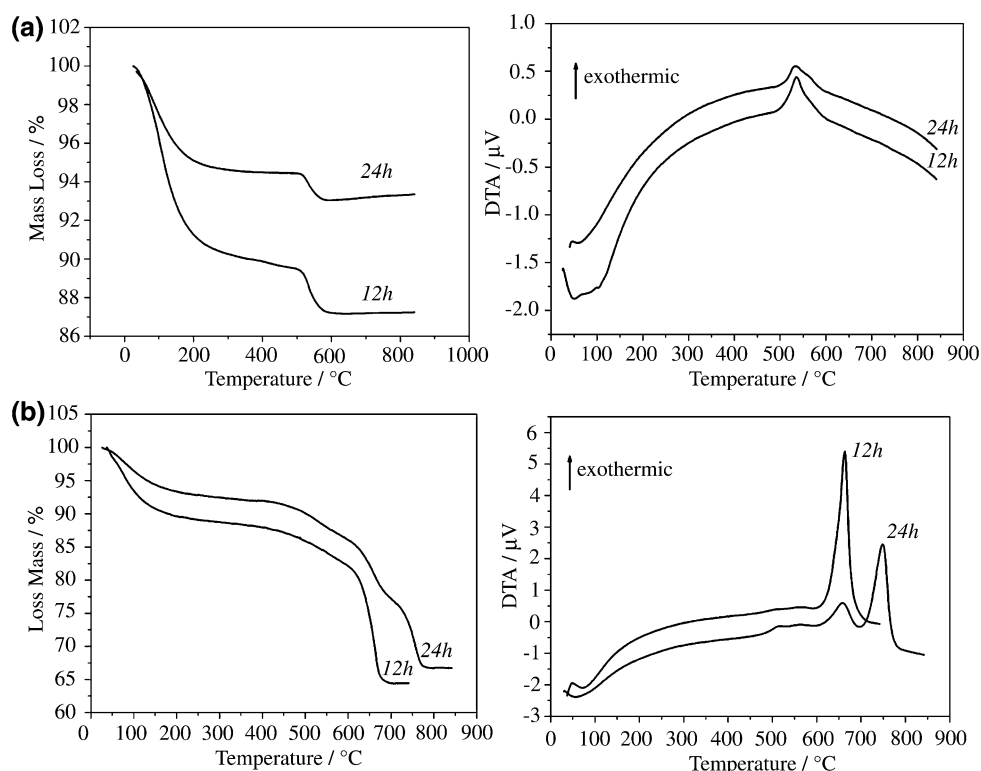 (a)
102
100
98
96
94
92
90
88
86
Mass Loss / %
24h
12h
0 200 400 600 800 1000
Temperature / °C
1.0
0.5
0.0
-0.5
-1.0
-1.5
-2.0
DTA / µV
exothermic
24h
12h
0 100 200 300 400 500 600 700 800 900
Temperature / °C
(b)
105
100
95
90
85
80
75
70
65
60
Loss Mass / %
12h
24h
0 100 200 300 400 500 600 700 800 900
Temperature / °C
6
5
4
3
2
1
0
-1
-2
-3
DTA / µV
exothermic
12h
24h
0 100 200 300 400 500 600 700 800 900
Temperature / °C